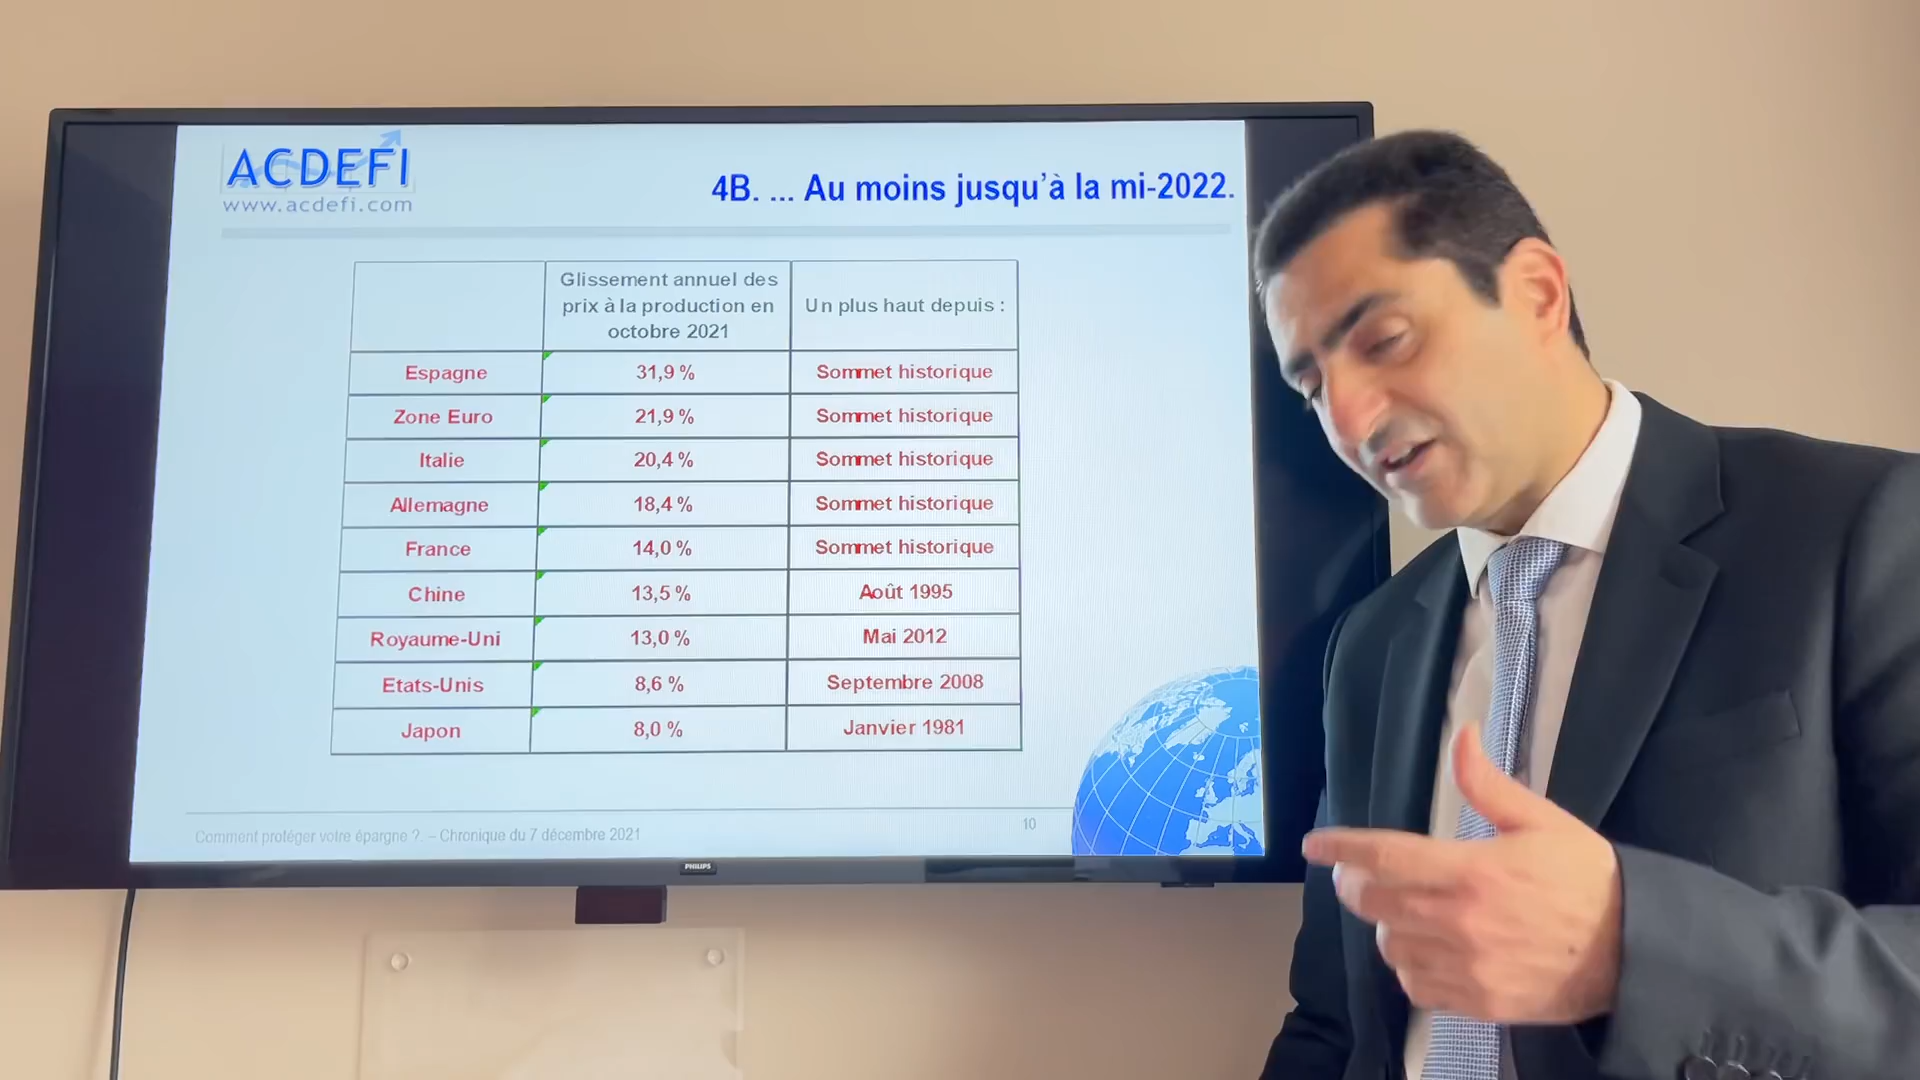 ACDEFI
www.acdefi.com
4B. ... Au moins jusqu'à la mi-2022.
Glissement annuel des
prix à la production en
octobre 2021
Un plus haut depuis :
Espagne 31,9 % Sommet historique
Zone Euro 21,9 % Sommet historique
Italie 20,4 % Sommet historique
Allemagne 18,4 % Sommet historique
France 14,0 % Sommet historique
Chine 13,5 % Août 1995
Royaume-Uni 13,0 % Mai 2012
Etats-Unis 8,6 % Septembre 2008
Japon 8,0 % Janvier 1981
Comment protéger votre épargne ?. – Chronique du 7 décembre 2021
10
PHILIPS